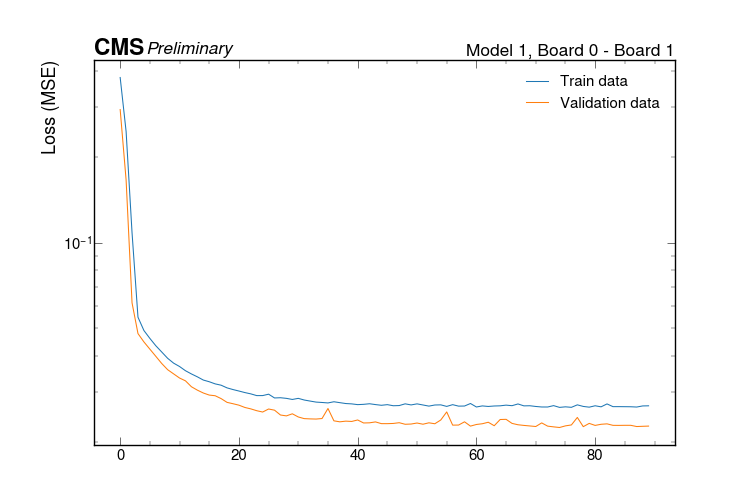 CMS Preliminary
Model 1, Board 0 - Board 1
Loss (MSE)
Train data
Validation data
10⁻¹
0 20 40 60 80